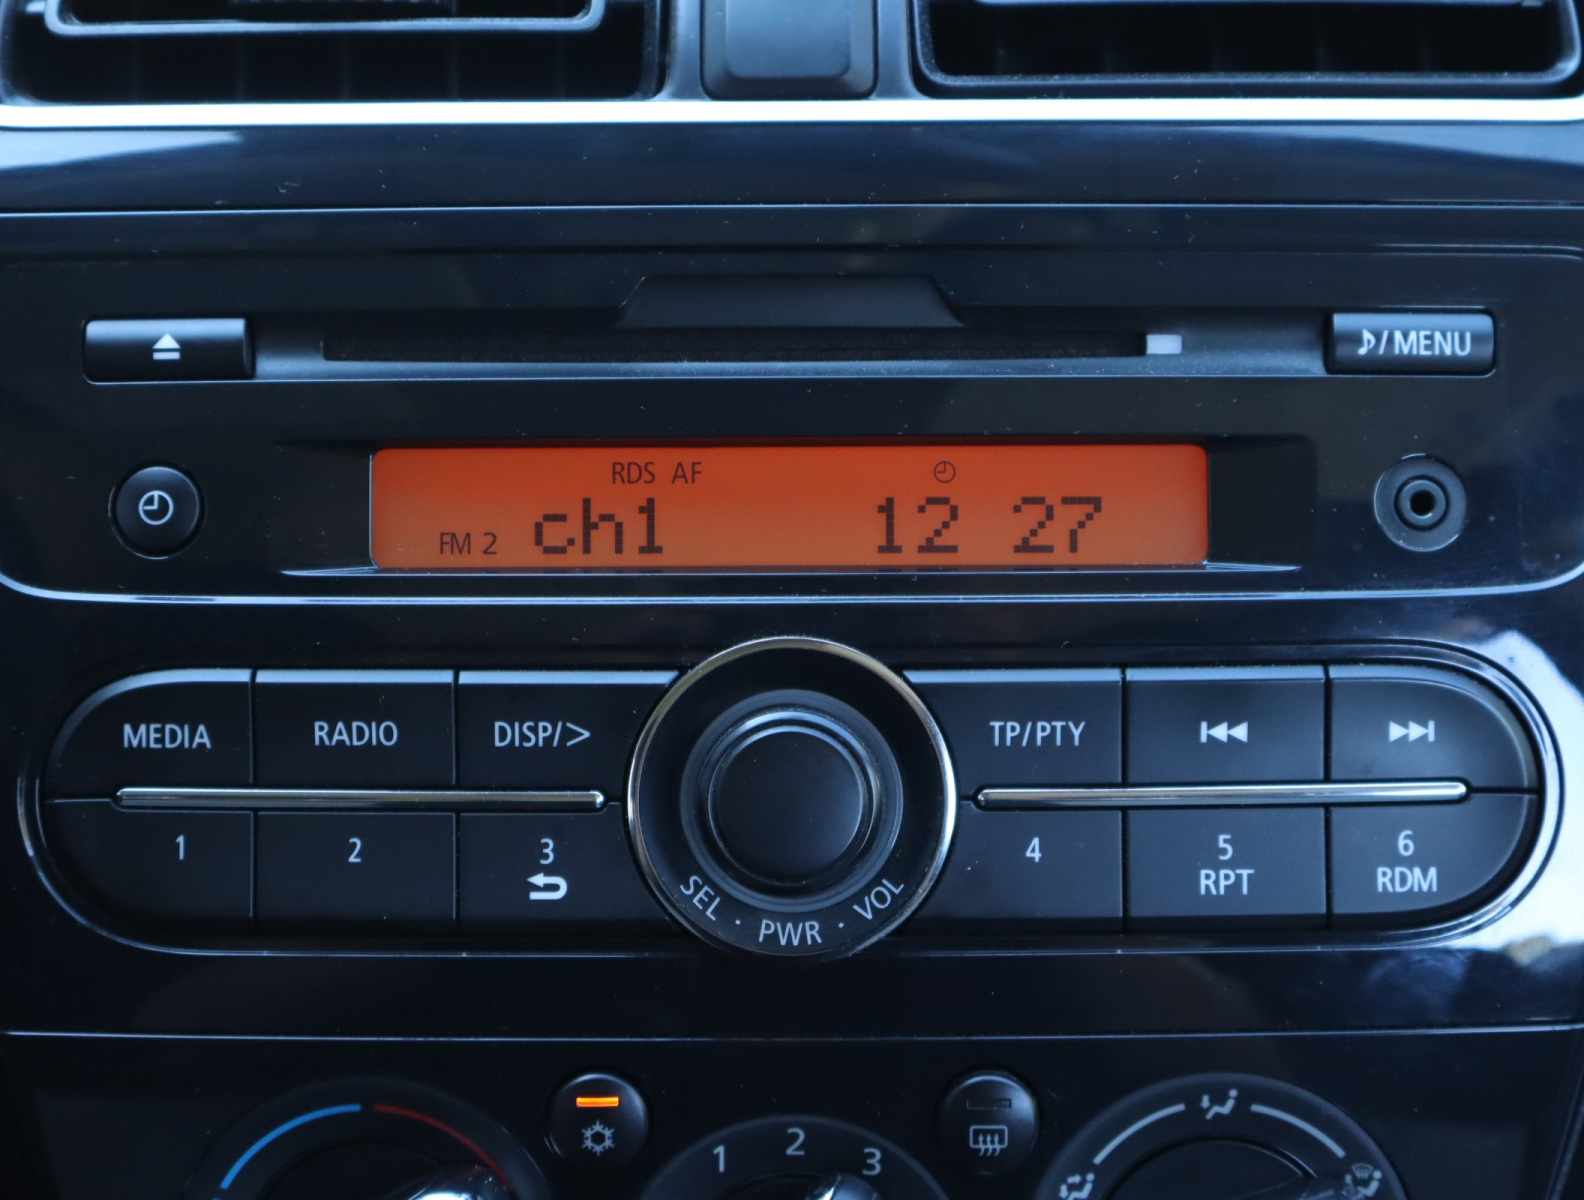 ♪/MENU
RDS AF
FM 2 ch1 12 27
MEDIA RADIO DISP/> TP/PTY
1 2 3 4 5 6
RPT RDM
SEL · PWR · VOL
1 2 3